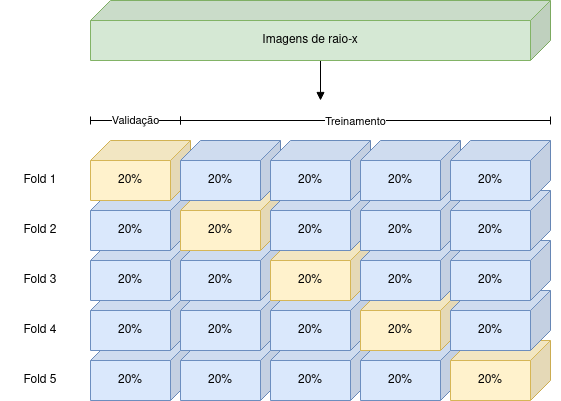 Imagens de raio-x
Validação Treinamento
Fold 1 20% 20% 20% 20% 20%
Fold 2 20% 20% 20% 20% 20%
Fold 3 20% 20% 20% 20% 20%
Fold 4 20% 20% 20% 20% 20%
Fold 5 20% 20% 20% 20% 20%